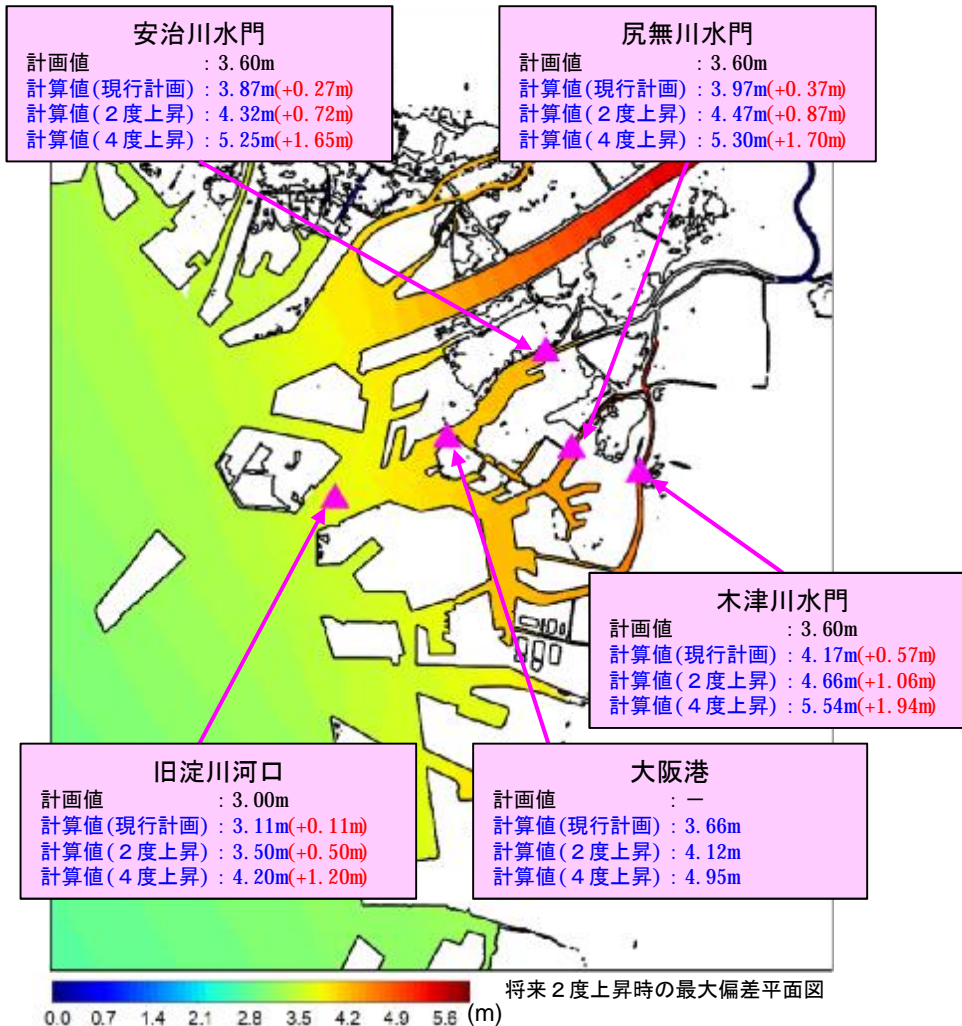 安治川水門
計画値 : 3.60m
計算値(現行計画) : 3.87m(+0.27m)
計算値(２度上昇) : 4.32m(+0.72m)
計算値(４度上昇) : 5.25m(+1.65m)
尻無川水門
計画値 : 3.60m
計算値(現行計画) : 3.97m(+0.37m)
計算値(２度上昇) : 4.47m(+0.87m)
計算値(４度上昇) : 5.30m(+1.70m)
木津川水門
計画値 : 3.60m
計算値(現行計画) : 4.17m(+0.57m)
計算値(２度上昇) : 4.66m(+1.06m)
計算値(４度上昇) : 5.54m(+1.94m)
旧淀川河口
計画値 : 3.00m
計算値(現行計画) : 3.11m(+0.11m)
計算値(２度上昇) : 3.50m(+0.50m)
計算値(４度上昇) : 4.20m(+1.20m)
大阪港
計画値 : －
計算値(現行計画) : 3.66m
計算値(２度上昇) : 4.12m
計算値(４度上昇) : 4.95m
将来２度上昇時の最大偏差平面図
0.0 0.7 1.4 2.1 2.8 3.5 4.2 4.9 5.6 (m)